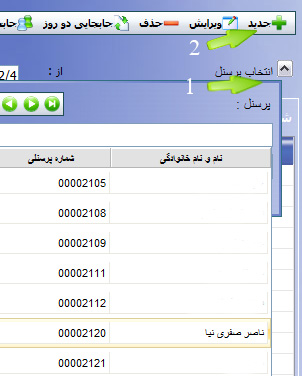 جدید ویرایش حذف جابجایی دو روز
2
2/4 از : انتخاب پرسنل
1
پرسنل :
نام و نام خانوادگی شماره پرسنلی
00002105
00002108
00002109
00002111
00002112
ناصر صفری نیا 00002120
00002121